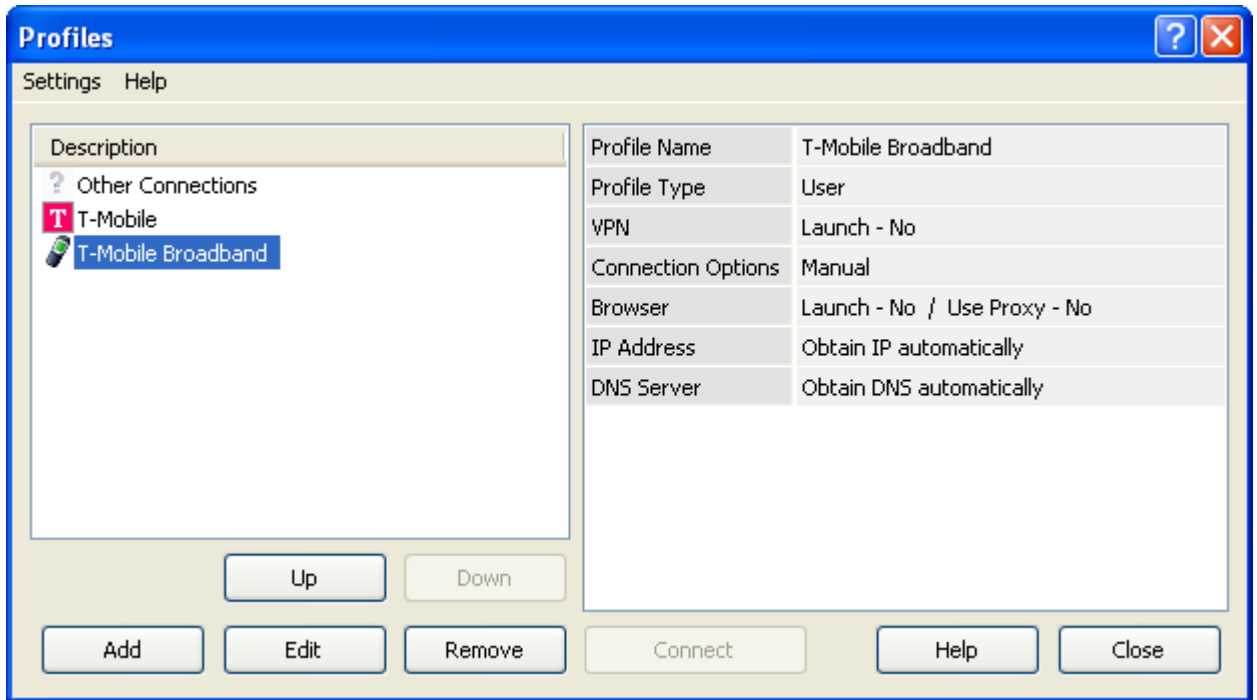 Profiles
Settings Help
Description
? Other Connections
T T-Mobile
T-Mobile Broadband
Profile Name T-Mobile Broadband
Profile Type User
VPN Launch - No
Connection Options Manual
Browser Launch - No / Use Proxy - No
IP Address Obtain IP automatically
DNS Server Obtain DNS automatically
Up Down
Add Edit Remove Connect Help Close